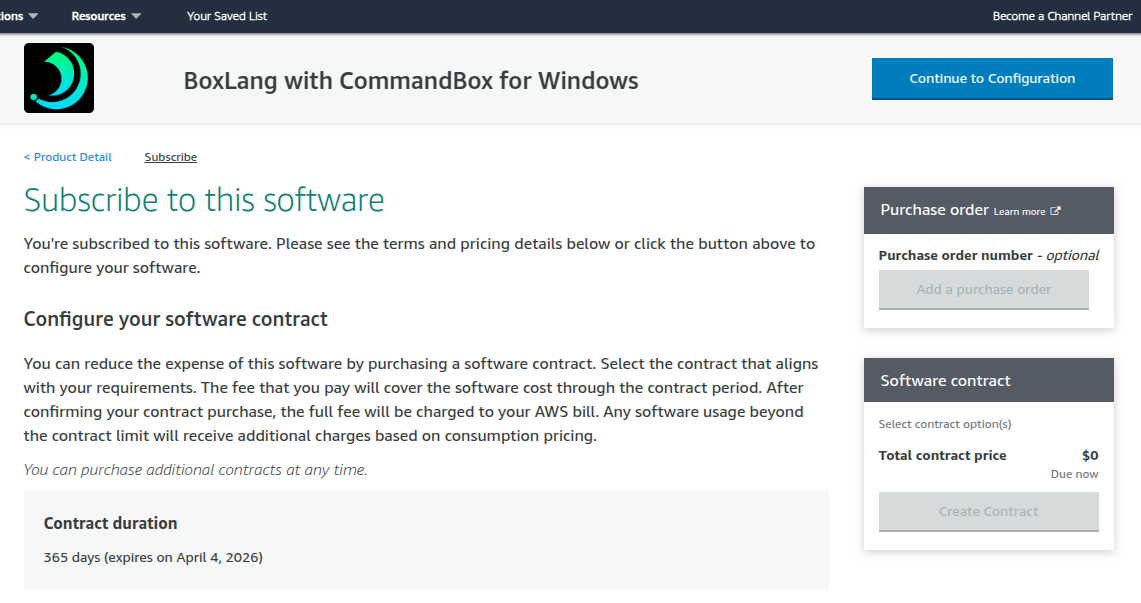 ions Resources Your Saved List Become a Channel Partner
BoxLang with CommandBox for Windows
Continue to Configuration
< Product Detail Subscribe
Subscribe to this software
You're subscribed to this software. Please see the terms and pricing details below or click the button above to
configure your software.
Configure your software contract
You can reduce the expense of this software by purchasing a software contract. Select the contract that aligns
with your requirements. The fee that you pay will cover the software cost through the contract period. After
confirming your contract purchase, the full fee will be charged to your AWS bill. Any software usage beyond
the contract limit will receive additional charges based on consumption pricing.
You can purchase additional contracts at any time.
Contract duration
365 days (expires on April 4, 2026)
Purchase order Learn more
Purchase order number - optional
Add a purchase order
Software contract
Select contract option(s)
Total contract price $0
Due now
Create Contract